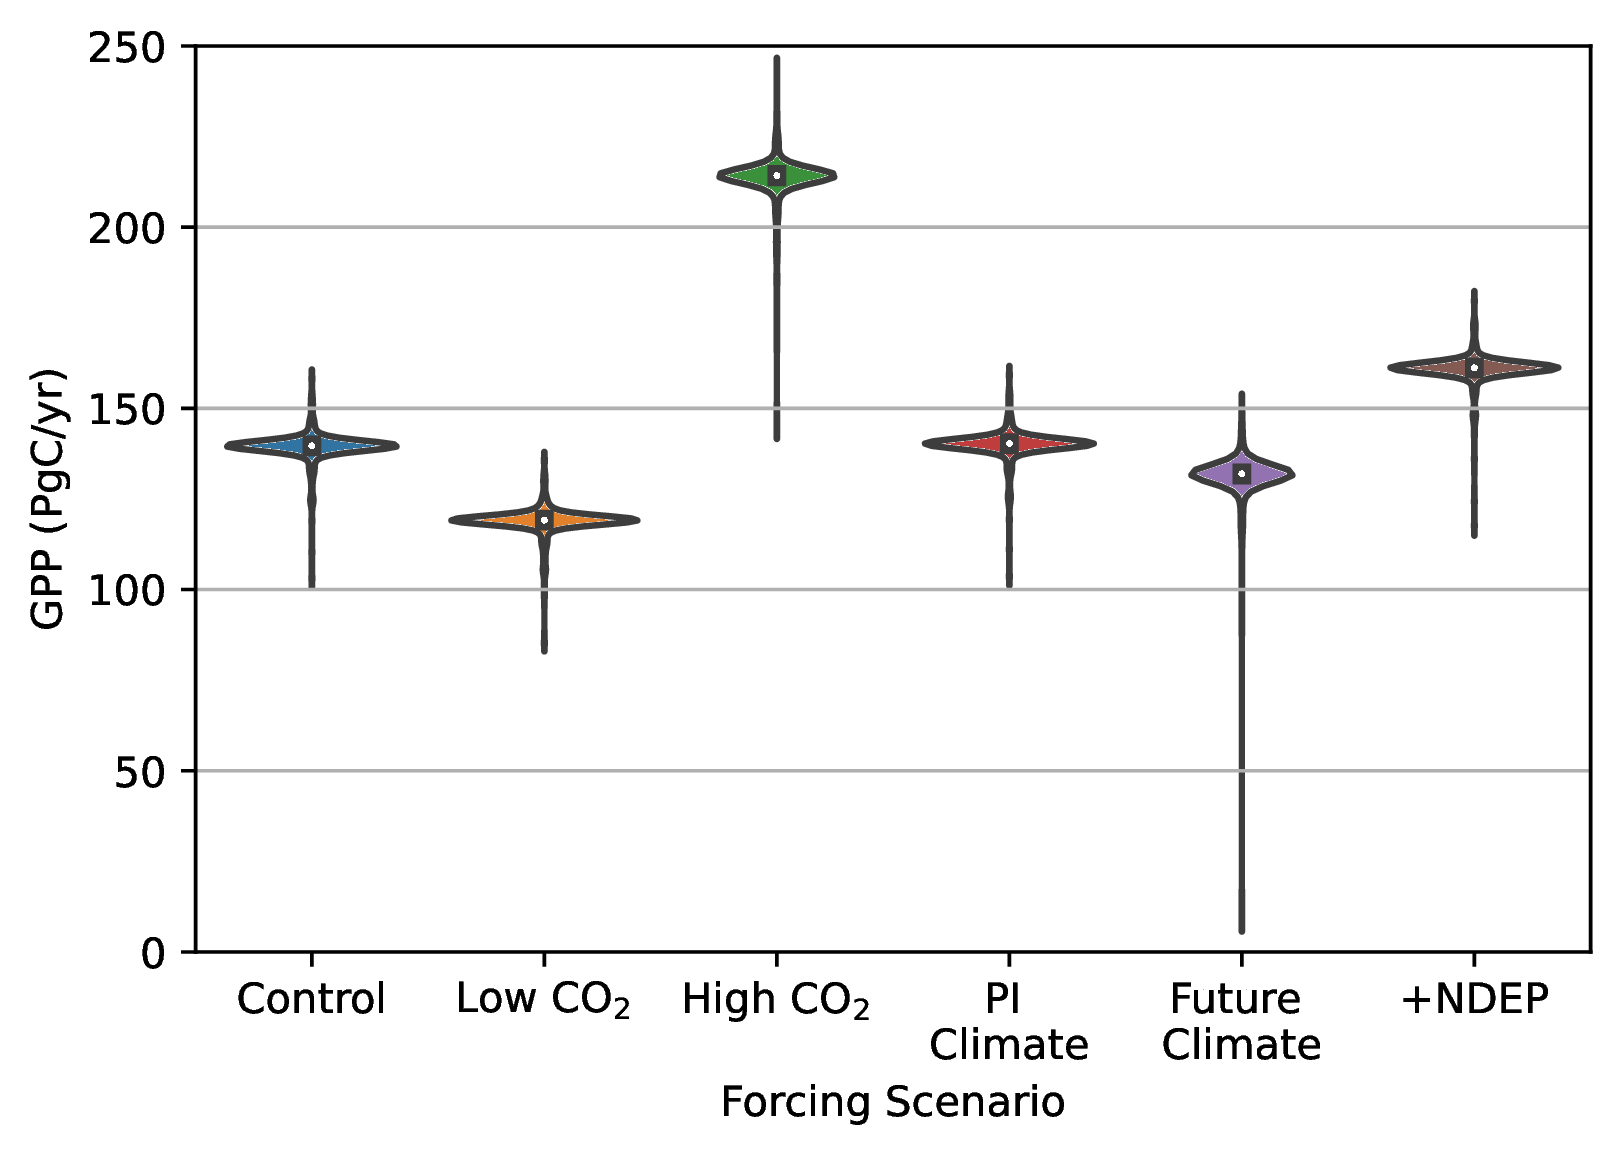 250
200
150
100
50
0
GPP (PgC/yr)
Control
Low CO₂
High CO₂
PI
Climate
Future
Climate
+NDEP
Forcing Scenario